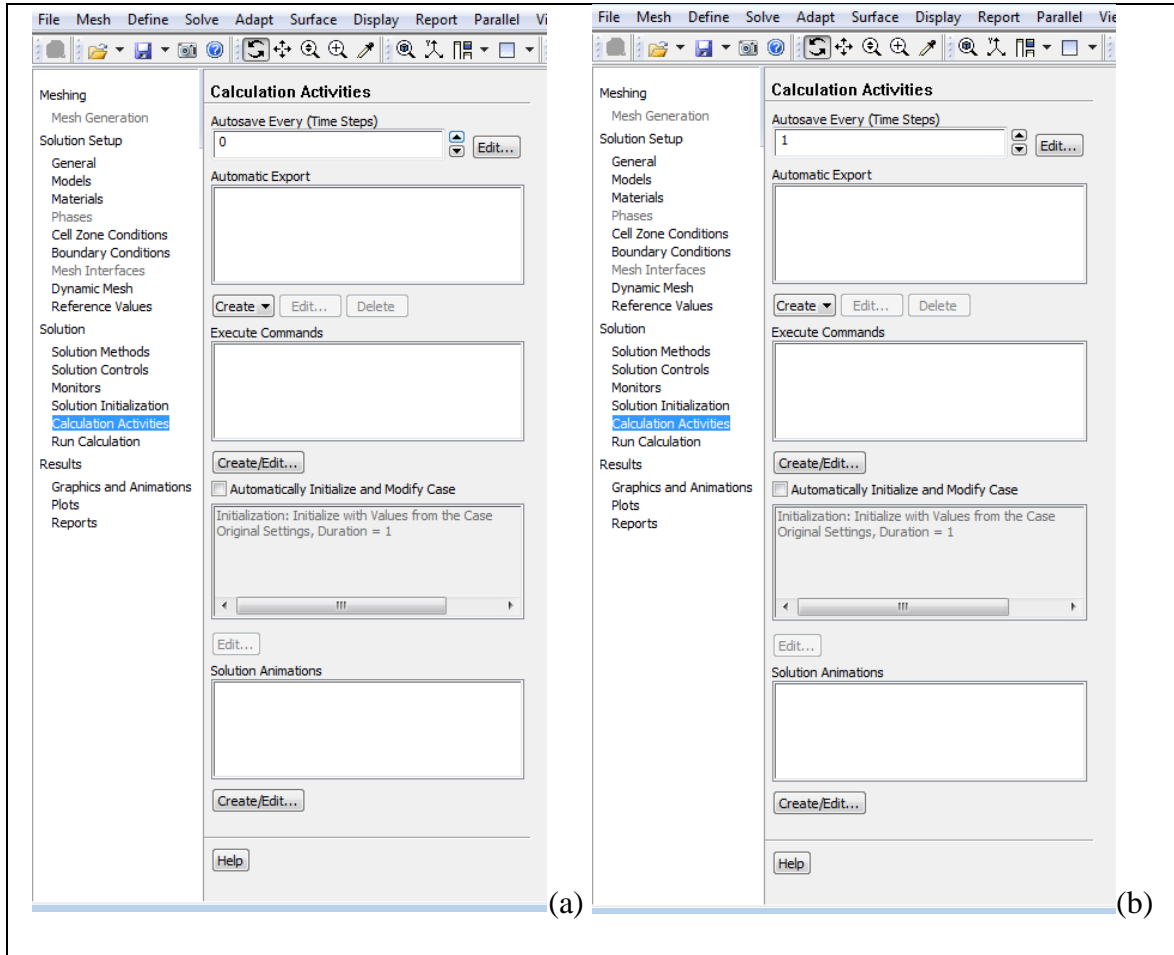 File Mesh Define Solve Adapt Surface Display Report Parallel Vi
Meshing
Mesh Generation
Solution Setup
General
Models
Materials
Phases
Cell Zone Conditions
Boundary Conditions
Mesh Interfaces
Dynamic Mesh
Reference Values
Solution
Solution Methods
Solution Controls
Monitors
Solution Initialization
Calculation Activities
Run Calculation
Results
Graphics and Animations
Plots
Reports
Calculation Activities
Autosave Every (Time Steps)
0 Edit...
Automatic Export
Create Edit... Delete
Execute Commands
Create/Edit...
Automatically Initialize and Modify Case
Initialization: Initialize with Values from the Case
Original Settings, Duration = 1
Edit...
Solution Animations
Create/Edit...
Help
(a)
File Mesh Define Solve Adapt Surface Display Report Parallel Vie
Meshing
Mesh Generation
Solution Setup
General
Models
Materials
Phases
Cell Zone Conditions
Boundary Conditions
Mesh Interfaces
Dynamic Mesh
Reference Values
Solution
Solution Methods
Solution Controls
Monitors
Solution Initialization
Calculation Activities
Run Calculation
Results
Graphics and Animations
Plots
Reports
Calculation Activities
Autosave Every (Time Steps)
1 Edit...
Automatic Export
Create Edit... Delete
Execute Commands
Create/Edit...
Automatically Initialize and Modify Case
Initialization: Initialize with Values from the Case
Original Settings, Duration = 1
Edit...
Solution Animations
Create/Edit...
Help
(b)